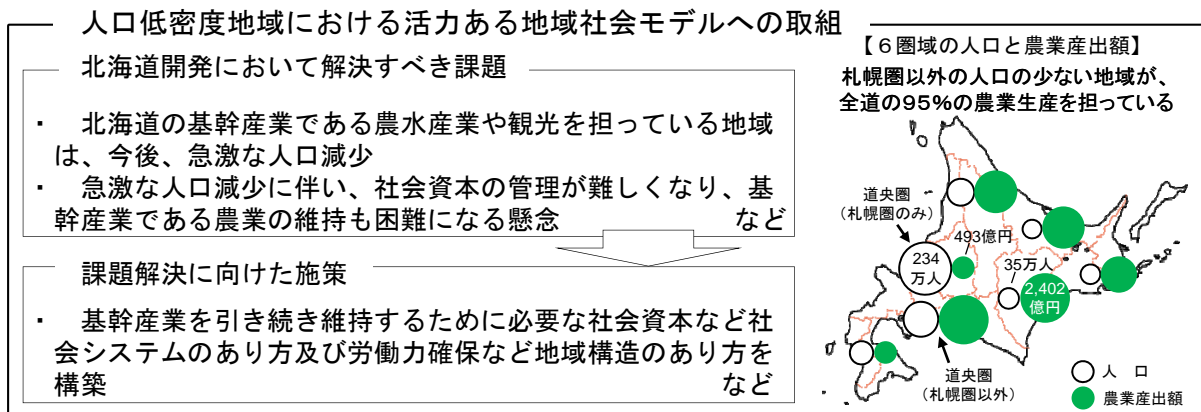 人口低密度地域における活力ある地域社会モデルへの取組
北海道開発において解決すべき課題
・ 北海道の基幹産業である農水産業や観光を担っている地域
は、今後、急激な人口減少
・ 急激な人口減少に伴い、社会資本の管理が難しくなり、基
幹産業である農業の維持も困難になる懸念 など
課題解決に向けた施策
・ 基幹産業を引き続き維持するために必要な社会資本など社
会システムのあり方及び労働力確保など地域構造のあり方を
構築 など
【６圏域の人口と農業産出額】
札幌圏以外の人口の少ない地域が、
全道の95％の農業生産を担っている
道央圏
（札幌圏のみ）
493億円
234
万人
35万人
2,402
億円
道央圏
（札幌圏以外）
人 口
農業産出額